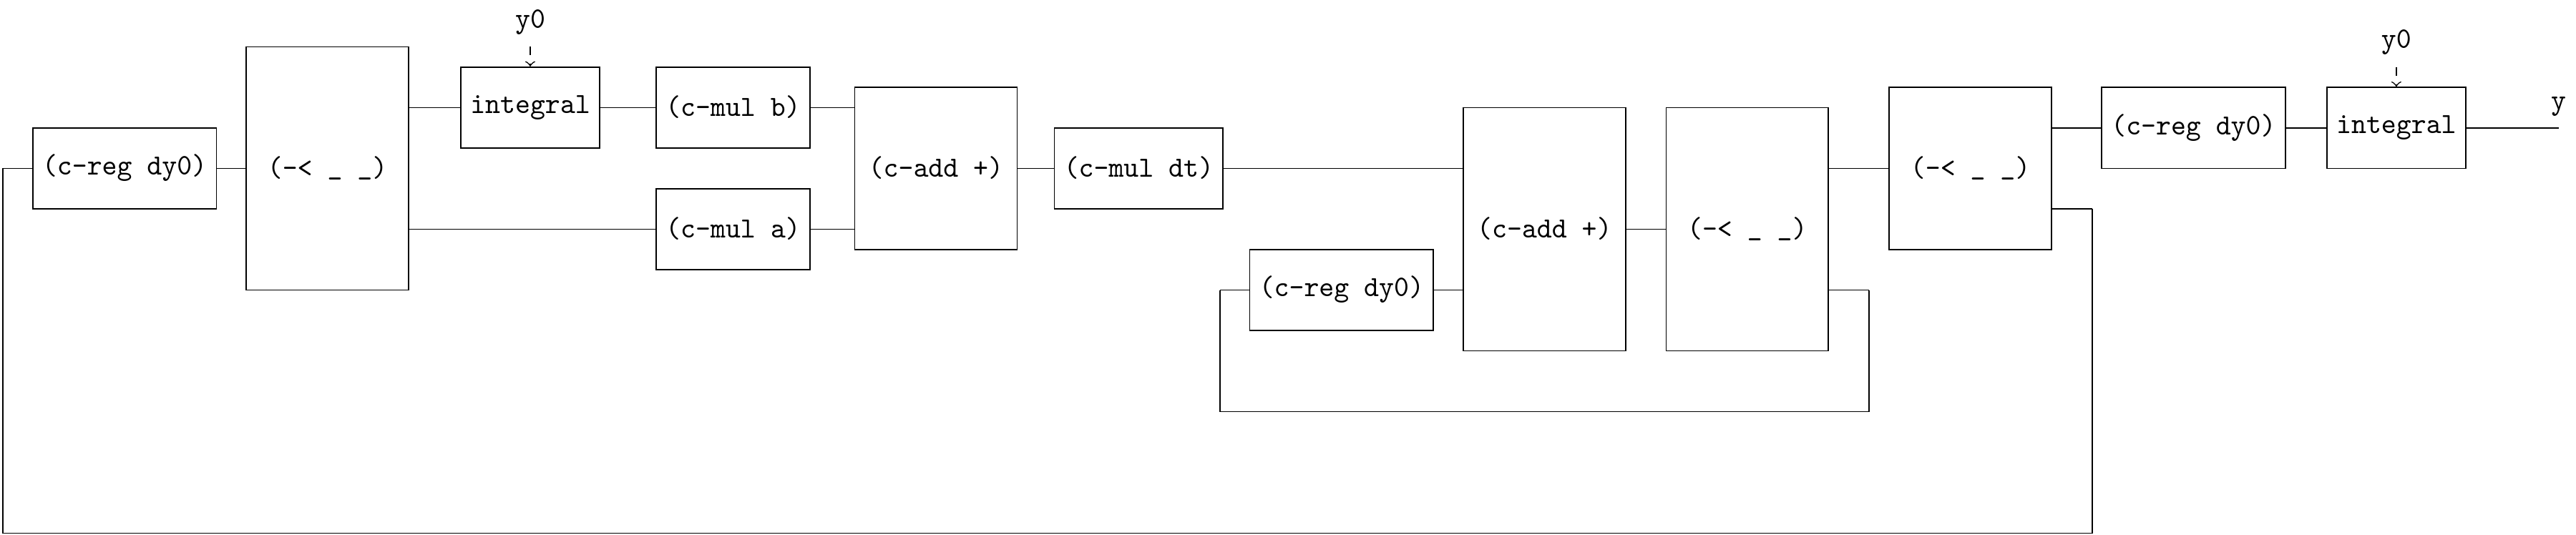 y0
y0
integral
(c-mul b)
y
(c-reg dy0)
integral
(c-reg dy0)
(-< _ _)
(c-add +)
(c-mul dt)
(-< _ _)
(c-mul a)
(c-add +)
(-< _ _)
(c-reg dy0)